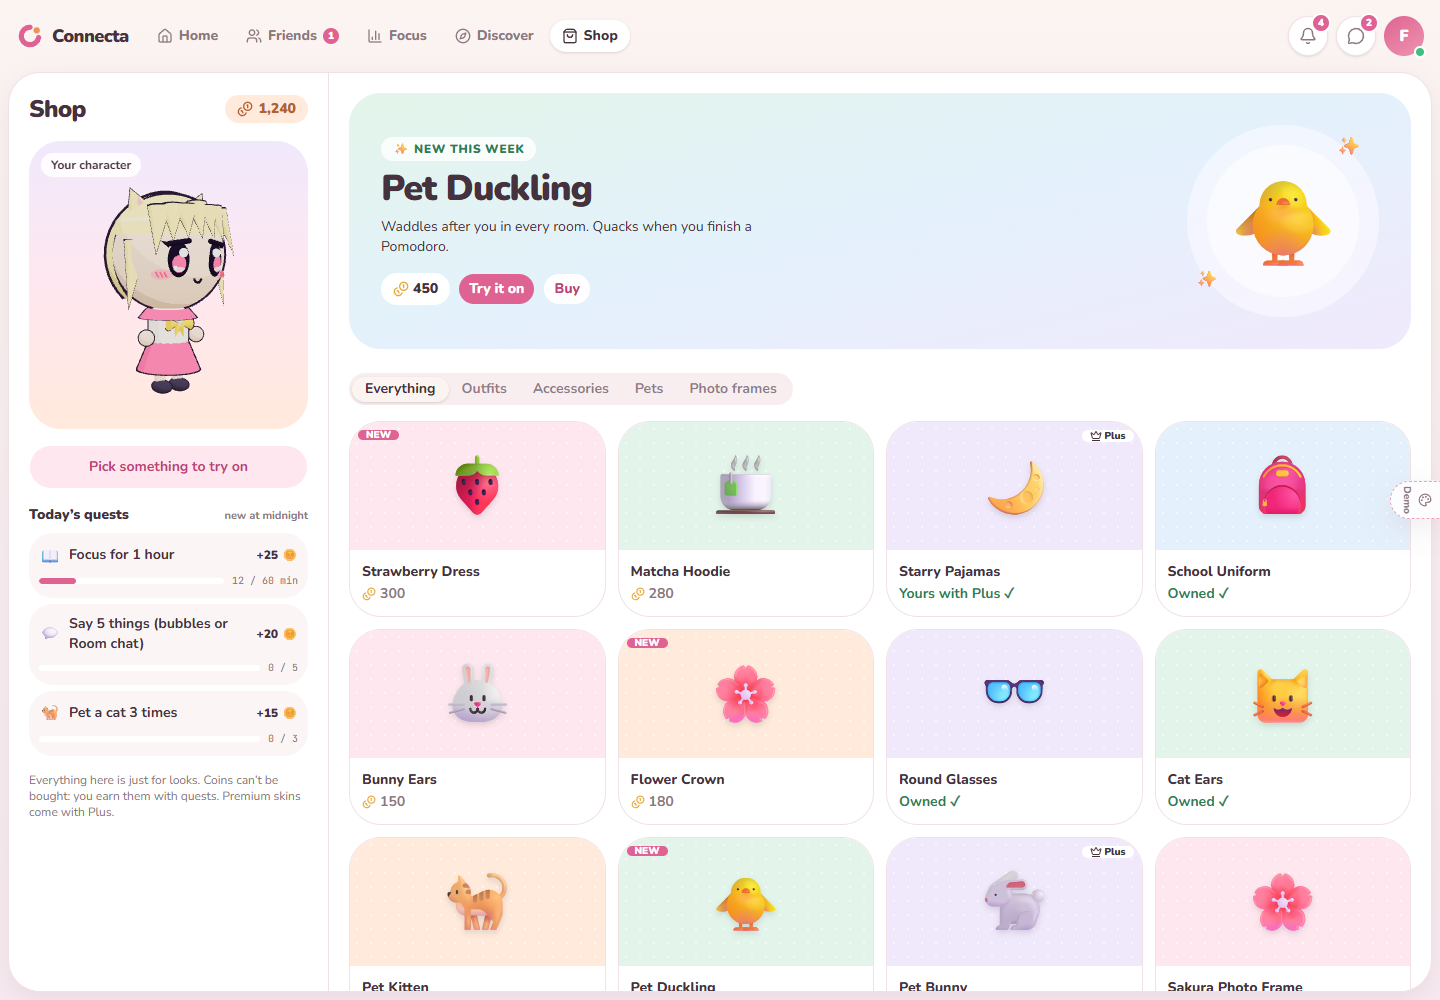 Connecta
Home
Friends 1
Focus
Discover
Shop
4
2
F
Shop
1,240
Your character
Pick something to try on
Today's quests
new at midnight
Focus for 1 hour
+25
12 / 60 min
Say 5 things (bubbles or
Room chat)
+20
0 / 5
Pet a cat 3 times
+15
0 / 3
Everything here is just for looks. Coins can't be
bought: you earn them with quests. Premium skins
come with Plus.
NEW THIS WEEK
Pet Duckling
Waddles after you in every room. Quacks when you finish a
Pomodoro.
450
Try it on
Buy
Everything
Outfits
Accessories
Pets
Photo frames
NEW
Strawberry Dress
300
Matcha Hoodie
280
Plus
Starry Pajamas
Yours with Plus ✓
School Uniform
Owned ✓
Demo
Bunny Ears
150
NEW
Flower Crown
180
Round Glasses
Owned ✓
Cat Ears
Owned ✓
Pet Kitten
NEW
Pet Duckling
Plus
Pet Bunny
Sakura Photo Frame